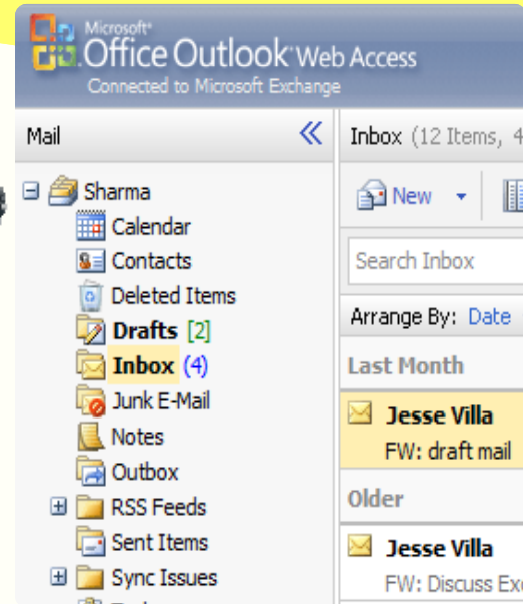 Microsoft
Office Outlook Web Access
Connected to Microsoft Exchange
Mail
Inbox (12 Items, 4
Sharma
New
Calendar
Contacts
Search Inbox
Deleted Items
Arrange By: Date
Drafts [2]
Inbox (4)
Last Month
Junk E-Mail
Jesse Villa
Notes
FW: draft mail
Outbox
Older
RSS Feeds
Sent Items
Jesse Villa
Sync Issues
FW: Discuss